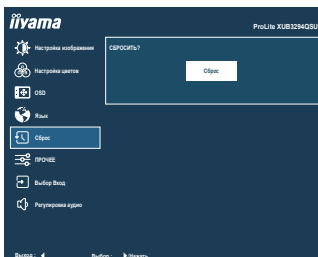 iiyama
ProLite XUB3294QSU
Настройка изображения
СБРОСИТЬ?
Сброс
Настройка цветов
OSD
Язык
Сброс
ПРОЧЕЕ
Выбор Вход
Регулировка аудио
Выход :
Выбор :
/Нажать